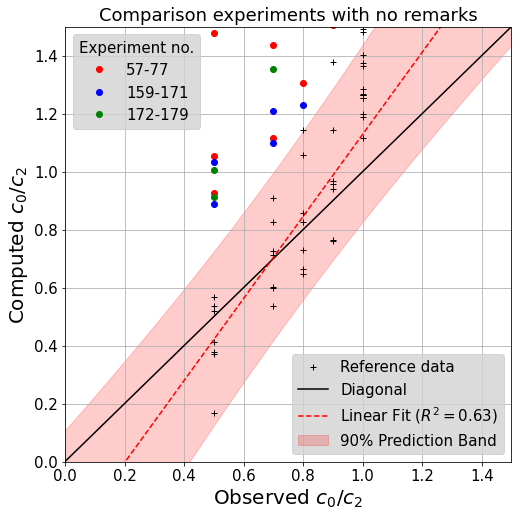 Comparison experiments with no remarks
Experiment no.
57-77
159-171
172-179
Computed $c_0/c_2$
1.4
1.2
1.0
0.8
0.6
0.4
0.2
0.0
Reference data
Diagonal
Linear Fit ($R^2 = 0.63$)
90% Prediction Band
0.0 0.2 0.4 0.6 0.8 1.0 1.2 1.4
Observed $c_0/c_2$